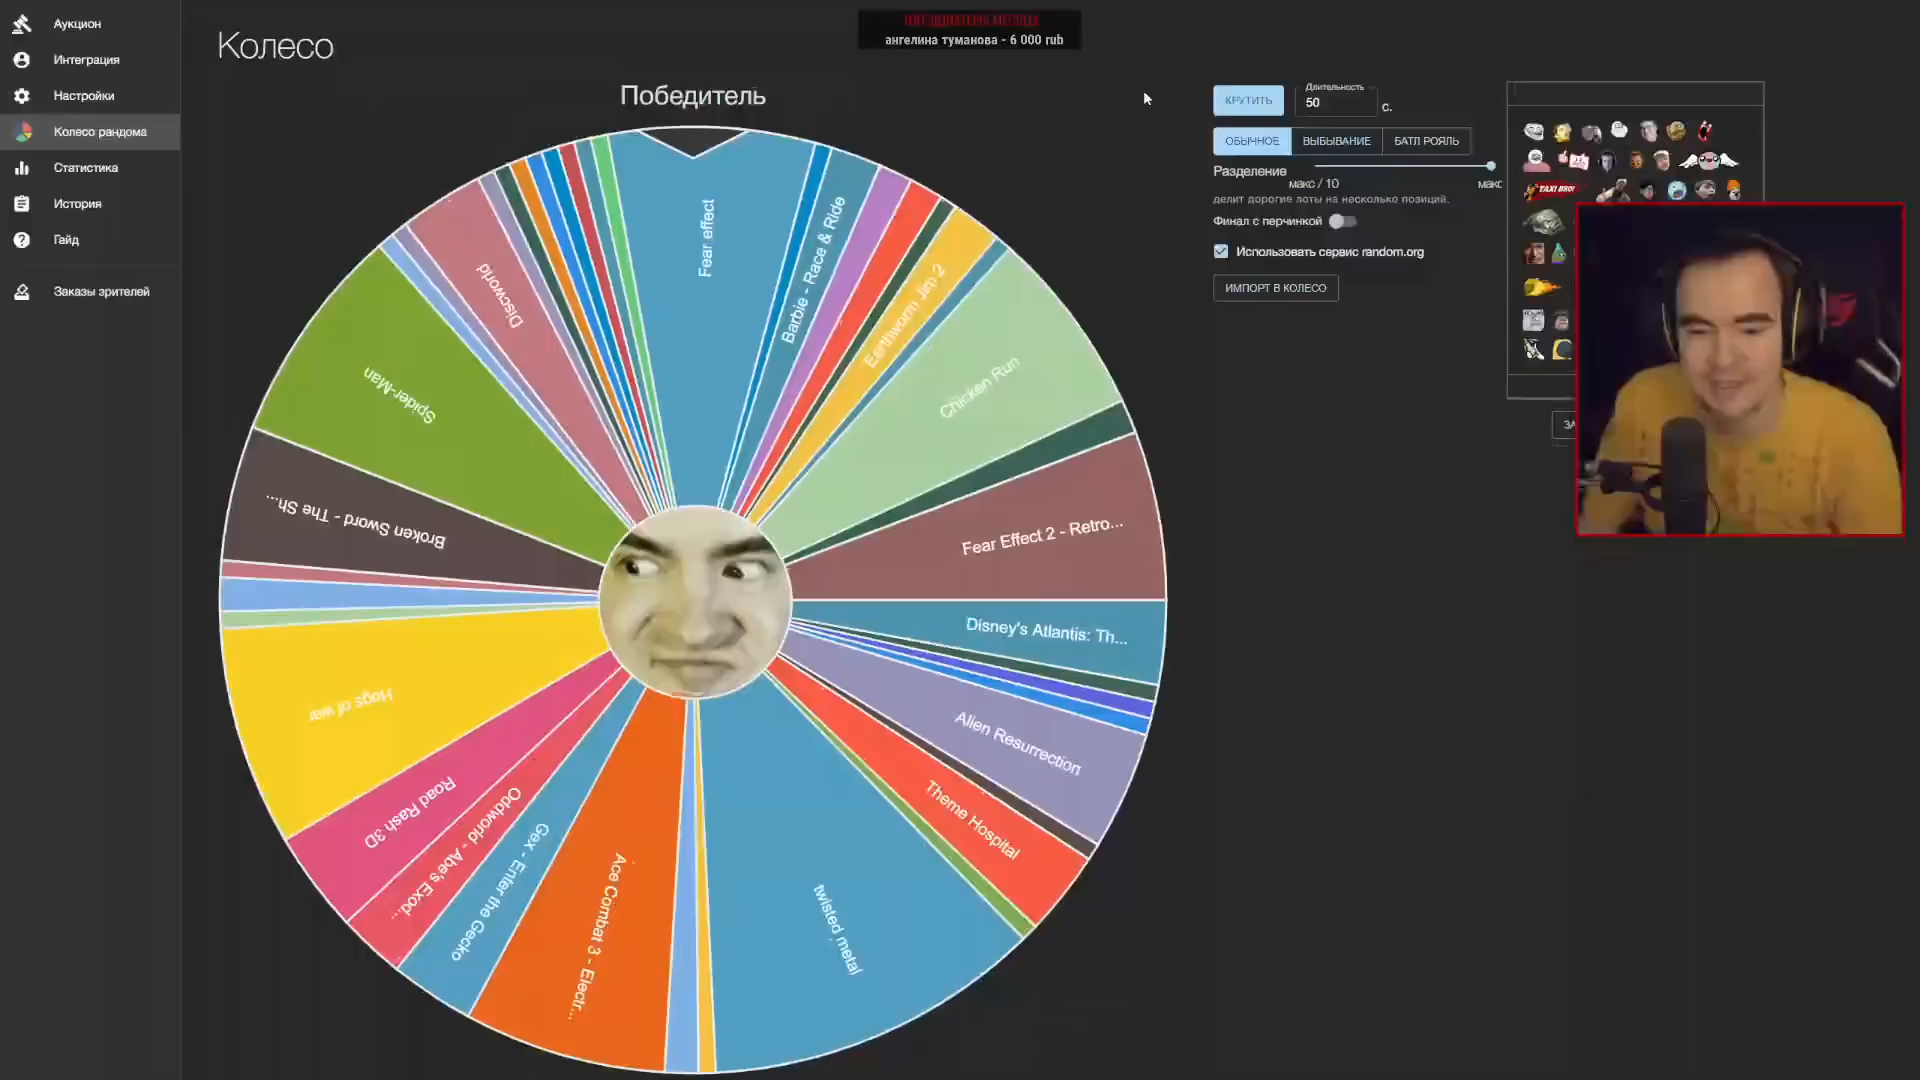 Аукцион
Интеграция
Настройки
Колесо рандома
Статистика
История
Гайд
Заказы зрителей
Колесо
ангелина туманова - 6 000 rub
Победитель
Fear effect
Barbie - Race & Ride
Earthworm Jim 2
Chicken Run
Fear Effect 2 - Retro...
Disney's Atlantis: Th...
Alien Resurrection
Theme Hospital
twisted metal
Ace Combat 3 - Electr...
Gex - Enter the Gecko
Oddworld - Abe's Exod...
Road Rash 3D
Hogs of war
Broken Sword - The Sh...
Spider-Man
Discworld
КРУТИТЬ
Длительность
50
с.
ОБЫЧНОЕ
ВЫБЫВАНИЕ
БАТЛ РОЯЛЬ
Разделение
макс / 10
макс
делит дорогие лоты на несколько позиций.
Финал с перчинкой
Использовать сервис random.org
ИМПОРТ В КОЛЕСО
TAXI BRO!
ЗА